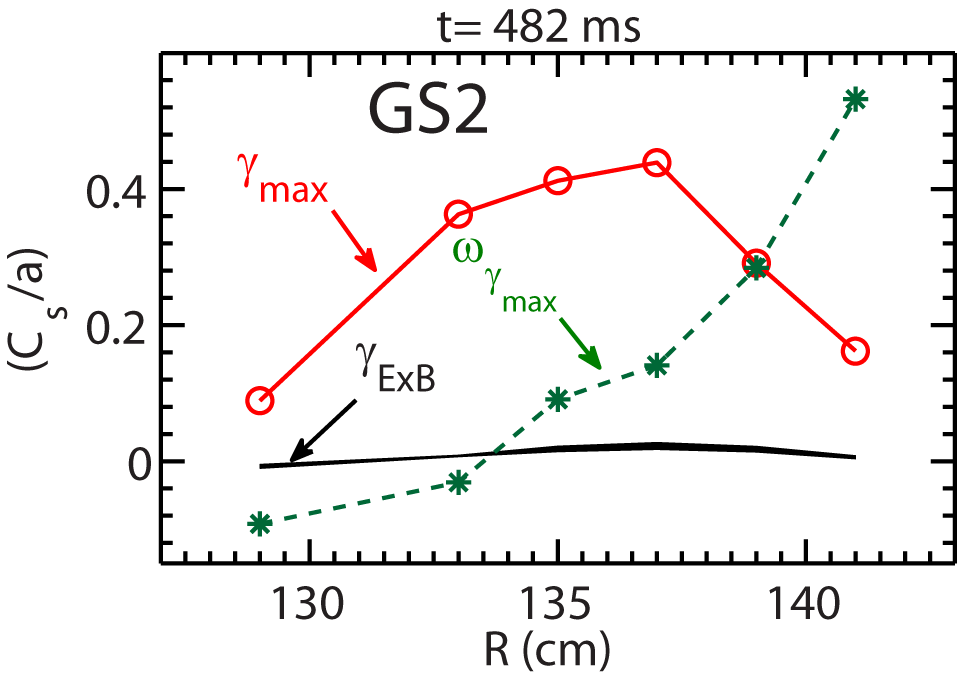 t= 482 ms
GS2
γmax
ωγmax
γExB
(Cs/a)
0.4
0.2
0
130
135
140
R (cm)